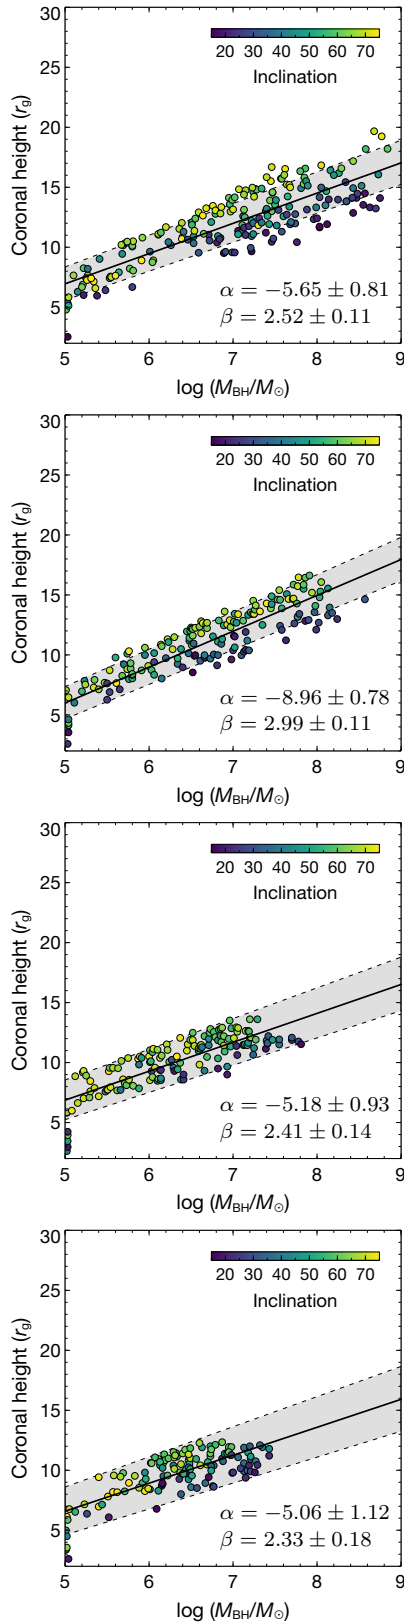 30
25
20
15
10
5
5 6 7 8 9
20 30 40 50 60 70
Inclination
Coronal height (r_g)
α = −5.65 ± 0.81
β = 2.52 ± 0.11
log (M_BH/M_⊙)
30
25
20
15
10
5
5 6 7 8 9
20 30 40 50 60 70
Inclination
Coronal height (r_g)
α = −8.96 ± 0.78
β = 2.99 ± 0.11
log (M_BH/M_⊙)
30
25
20
15
10
5
5 6 7 8 9
20 30 40 50 60 70
Inclination
Coronal height (r_g)
α = −5.18 ± 0.93
β = 2.41 ± 0.14
log (M_BH/M_⊙)
30
25
20
15
10
5
5 6 7 8 9
20 30 40 50 60 70
Inclination
Coronal height (r_g)
α = −5.06 ± 1.12
β = 2.33 ± 0.18
log (M_BH/M_⊙)